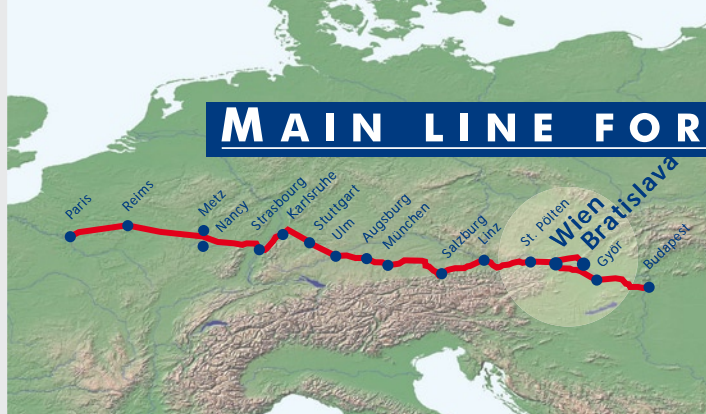 MAIN LINE FOR
Paris
Reims
Metz
Nancy
Strasbourg
Karlsruhe
Stuttgart
Ulm
Augsburg
München
Salzburg
Linz
St. Pölten
Wien
Bratislava
Györ
Budapest